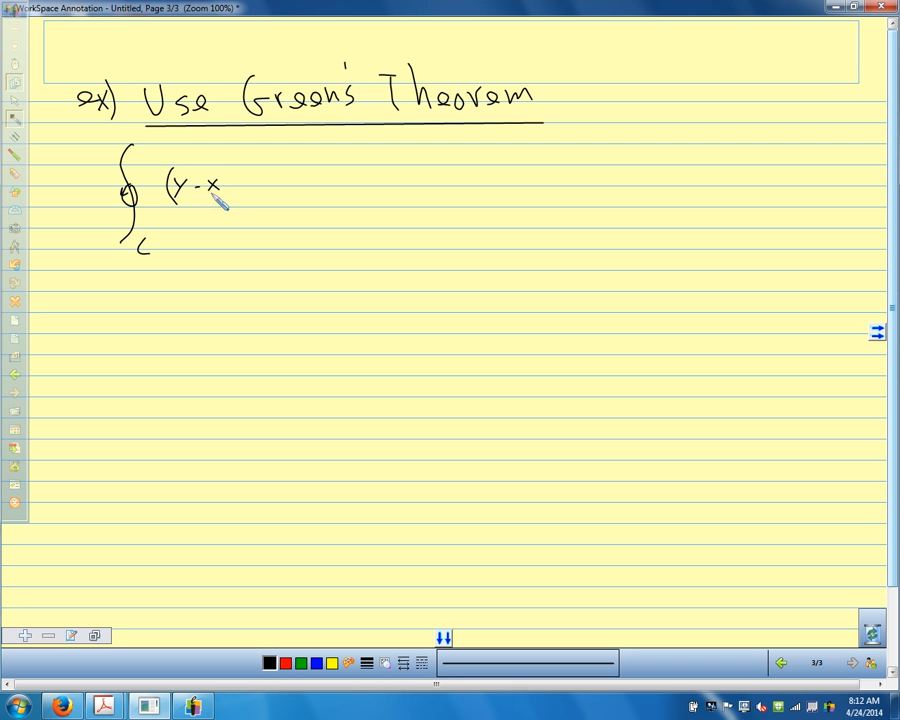 WorkSpace Annotation - Untitled, Page 3/3 (Zoom 100%) *
ex) Use Green's Theorem
∮ (y - x
C
3/3
8:12 AM
4/24/2014